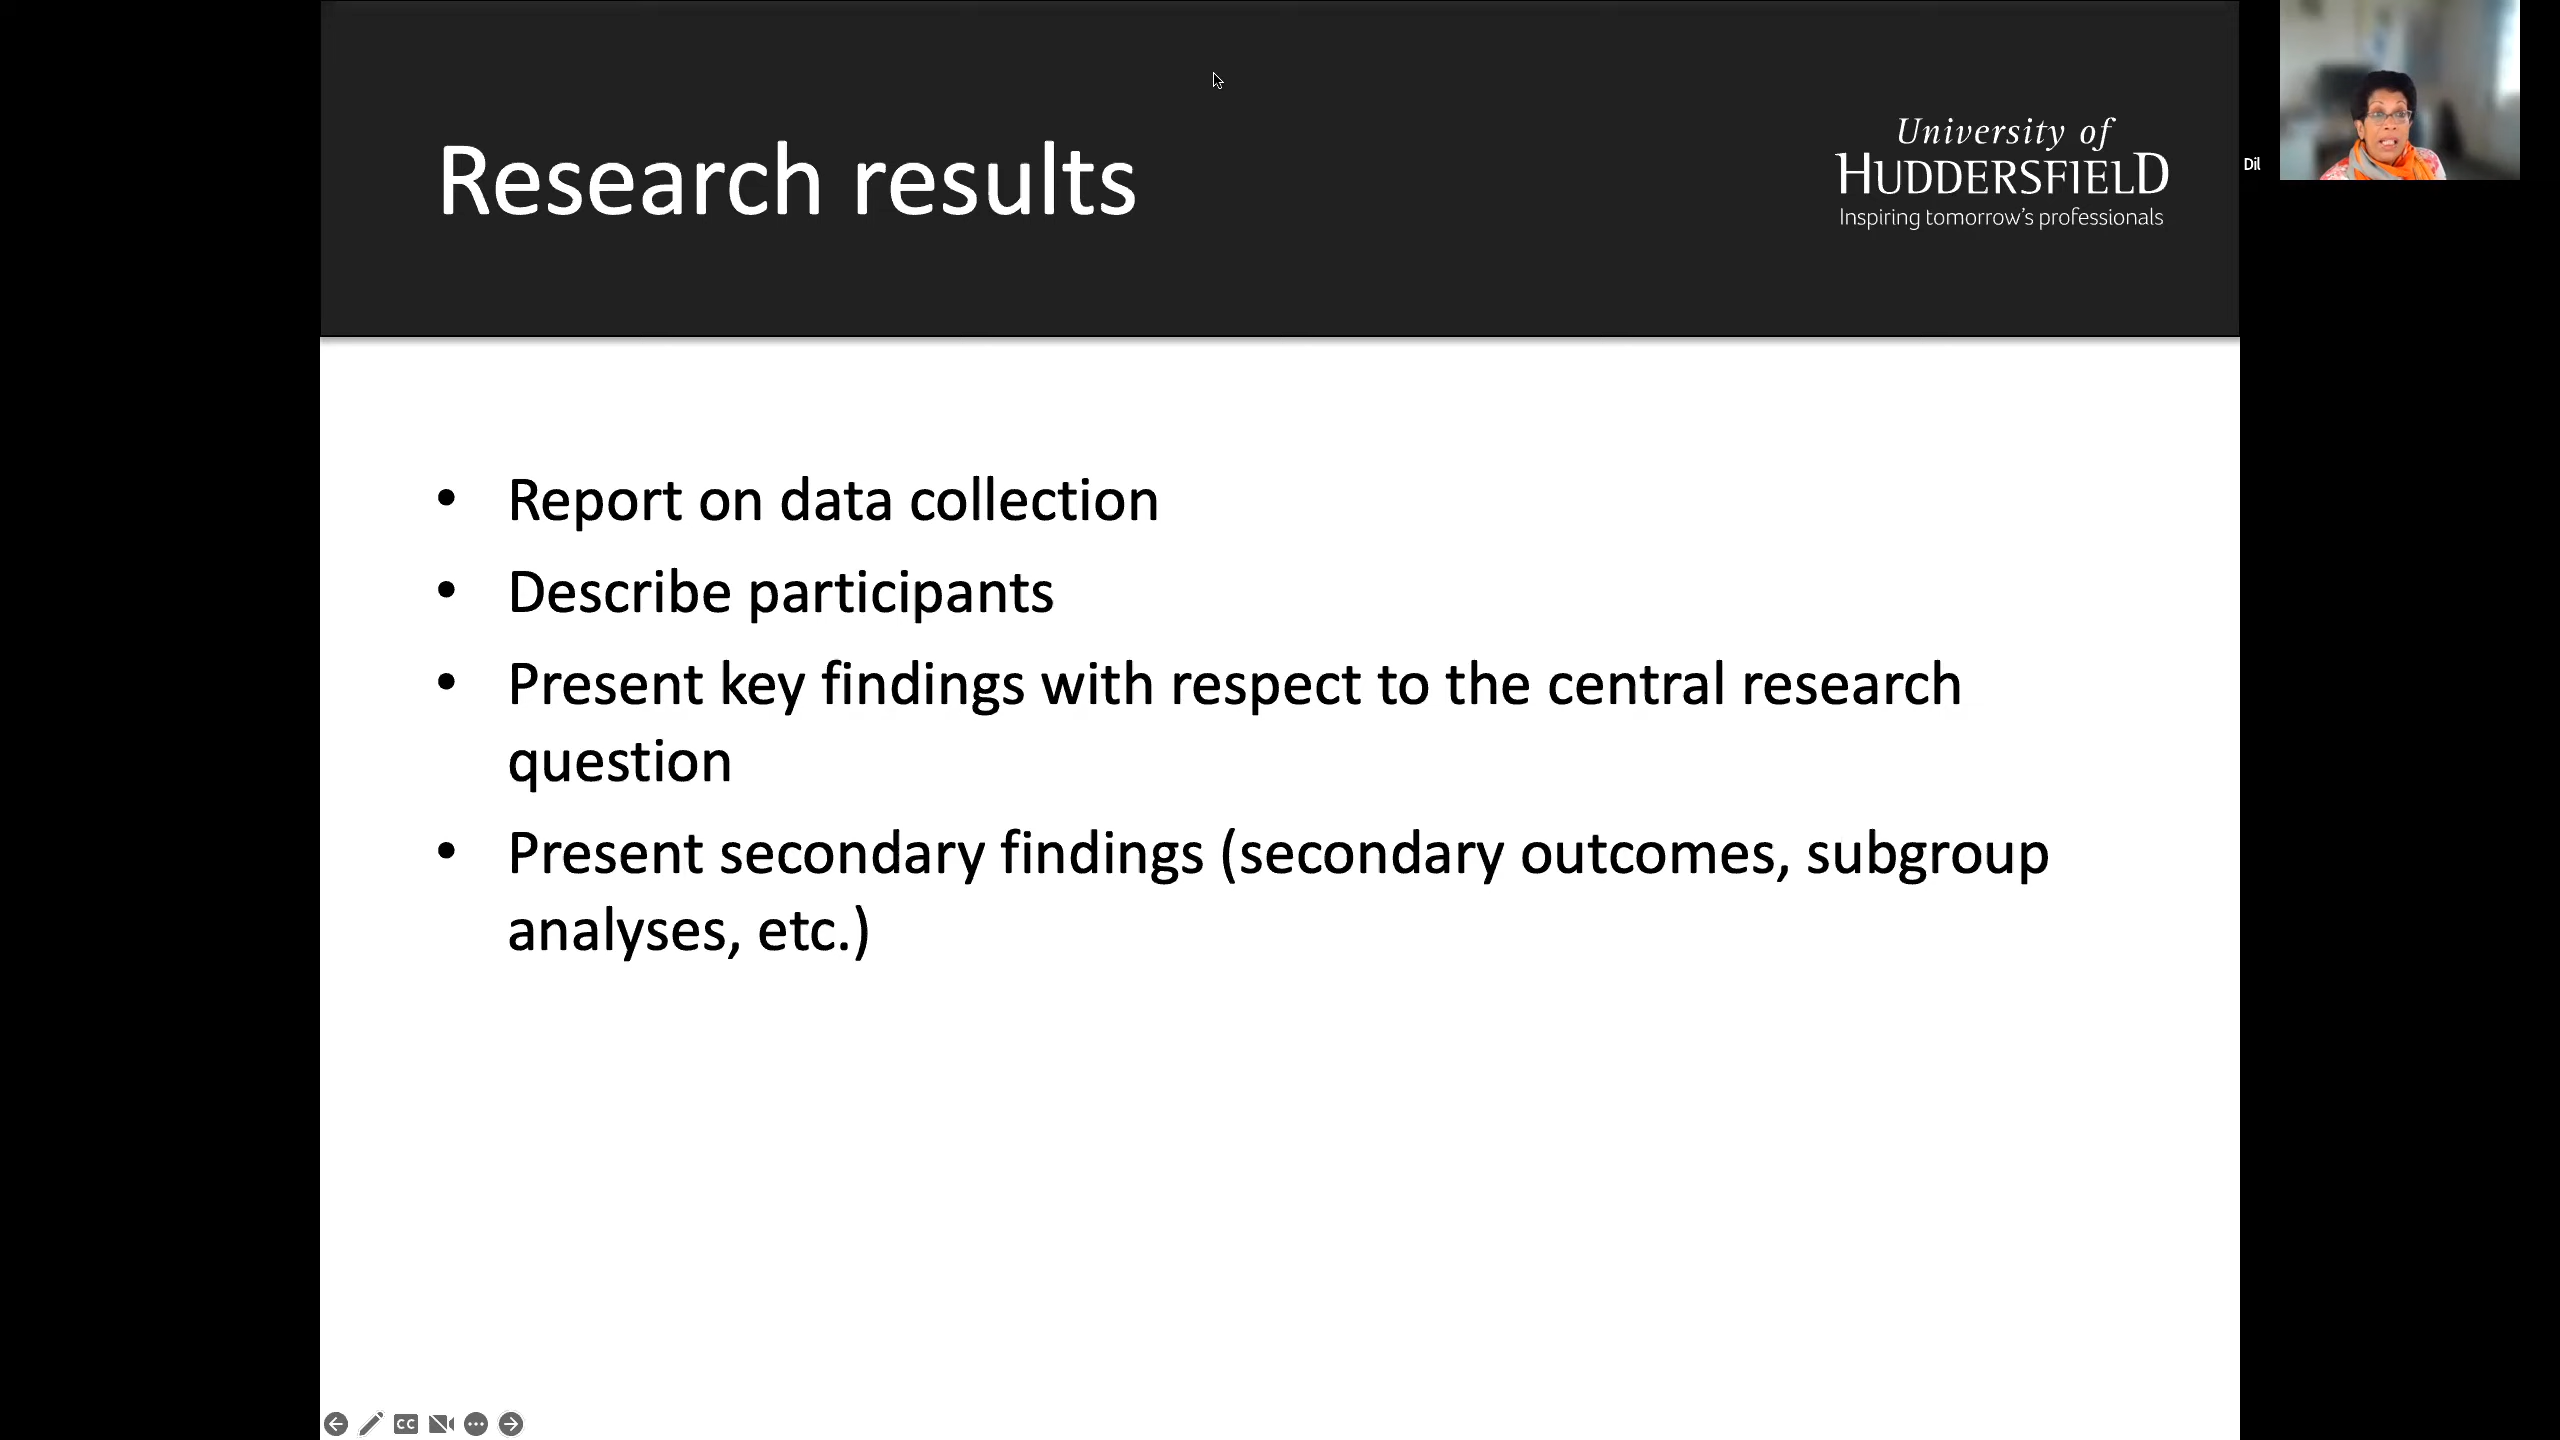 Research results
University of
HUDDERSFIELD
Inspiring tomorrow's professionals
Dil
• Report on data collection
• Describe participants
• Present key findings with respect to the central research
question
• Present secondary findings (secondary outcomes, subgroup
analyses, etc.)
CC